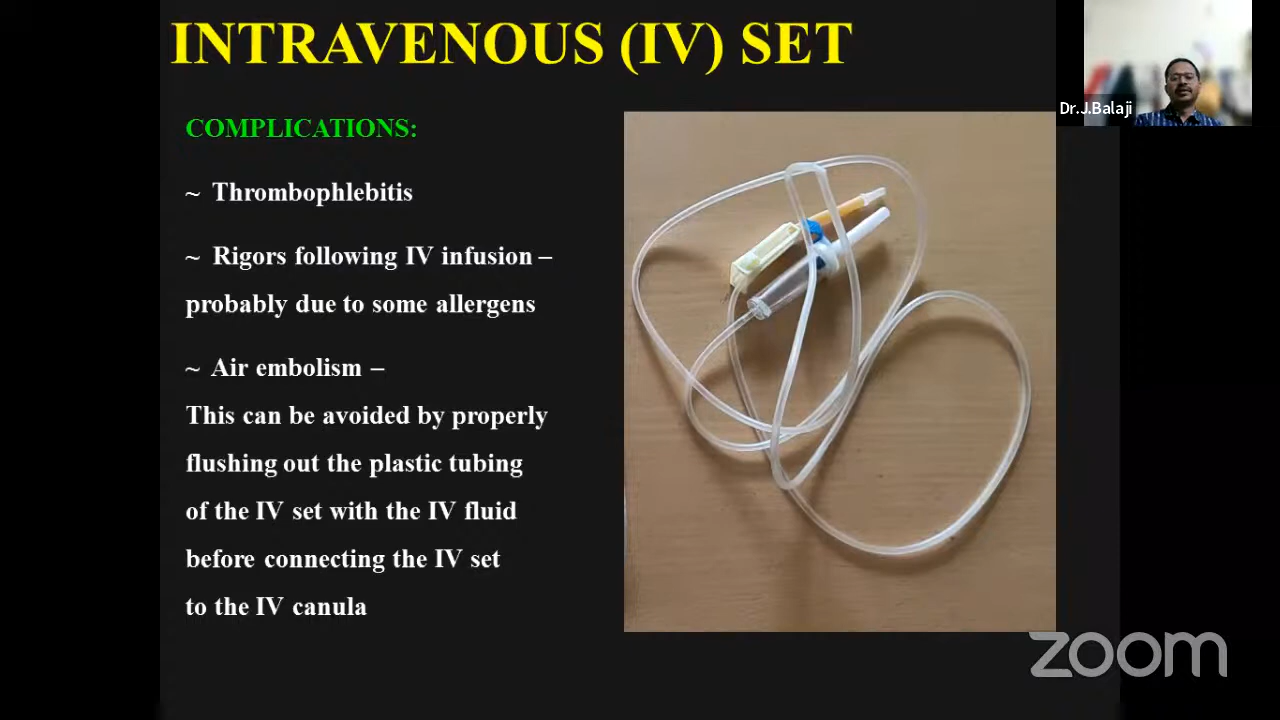 INTRAVENOUS (IV) SET
Dr.J.Balaji
COMPLICATIONS:
~ Thrombophlebitis
~ Rigors following IV infusion –
probably due to some allergens
~ Air embolism –
This can be avoided by properly
flushing out the plastic tubing
of the IV set with the IV fluid
before connecting the IV set
to the IV canula
zoom